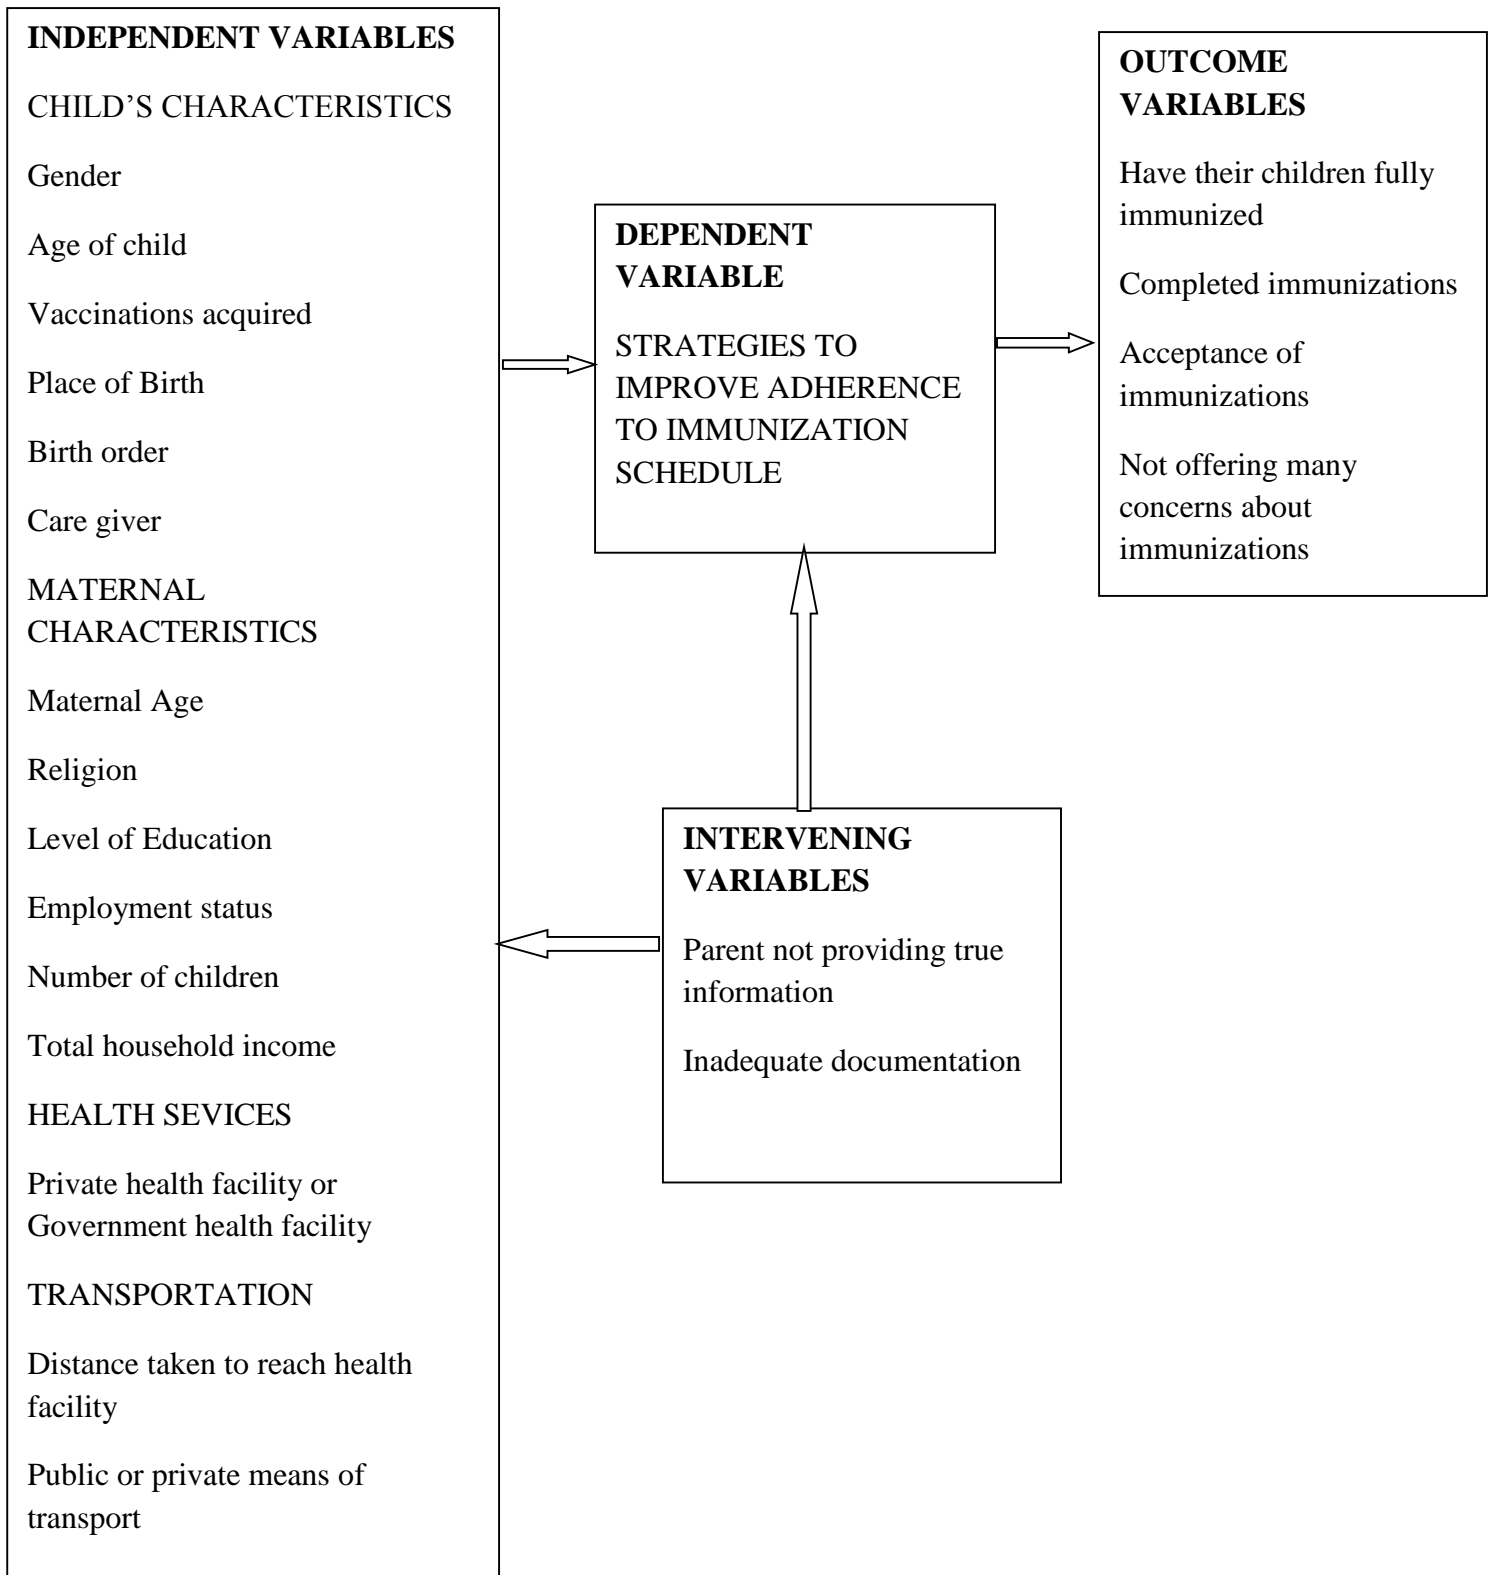 INDEPENDENT VARIABLES
CHILD’S CHARACTERISTICS
Gender
Age of child
Vaccinations acquired
Place of Birth
Birth order
Care giver
MATERNAL
CHARACTERISTICS
Maternal Age
Religion
Level of Education
Employment status
Number of children
Total household income
HEALTH SEVICES
Private health facility or
Government health facility
TRANSPORTATION
Distance taken to reach health
facility
Public or private means of
transport
DEPENDENT
VARIABLE
STRATEGIES TO
IMPROVE ADHERENCE
TO IMMUNIZATION
SCHEDULE
INTERVENING
VARIABLES
Parent not providing true
information
Inadequate documentation
OUTCOME
VARIABLES
Have their children fully
immunized
Completed immunizations
Acceptance of
immunizations
Not offering many
concerns about
immunizations